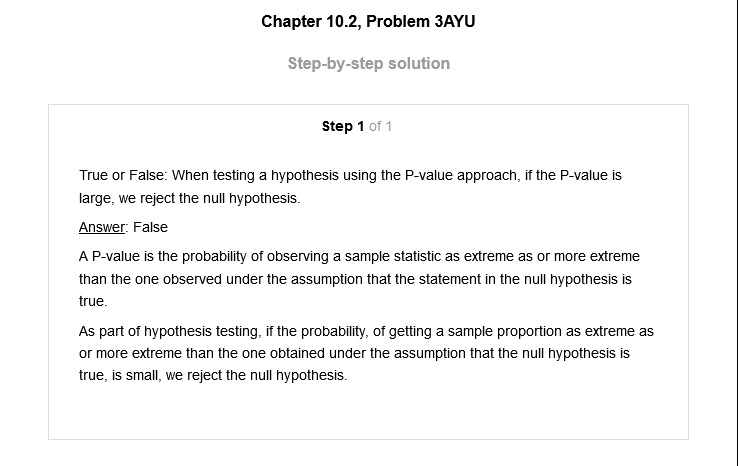 Chapter 10.2, Problem 3AYU
Step-by-step solution
Step 1 of 1
True or False: When testing a hypothesis using the P-value approach, if the P-value is
large, we reject the null hypothesis.
Answer: False
A P-value is the probability of observing a sample statistic as extreme as or more extreme
than the one observed under the assumption that the statement in the null hypothesis is
true.
As part of hypothesis testing, if the probability, of getting a sample proportion as extreme as
or more extreme than the one obtained under the assumption that the null hypothesis is
true, is small, we reject the null hypothesis.